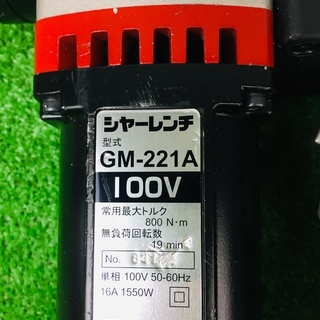 シャーレンチ
型式
GM-221A
100V
常用最大トルク
800 N·m
無負荷回転数
19 min
No.
単相 100V 50-60Hz
16A 1550W